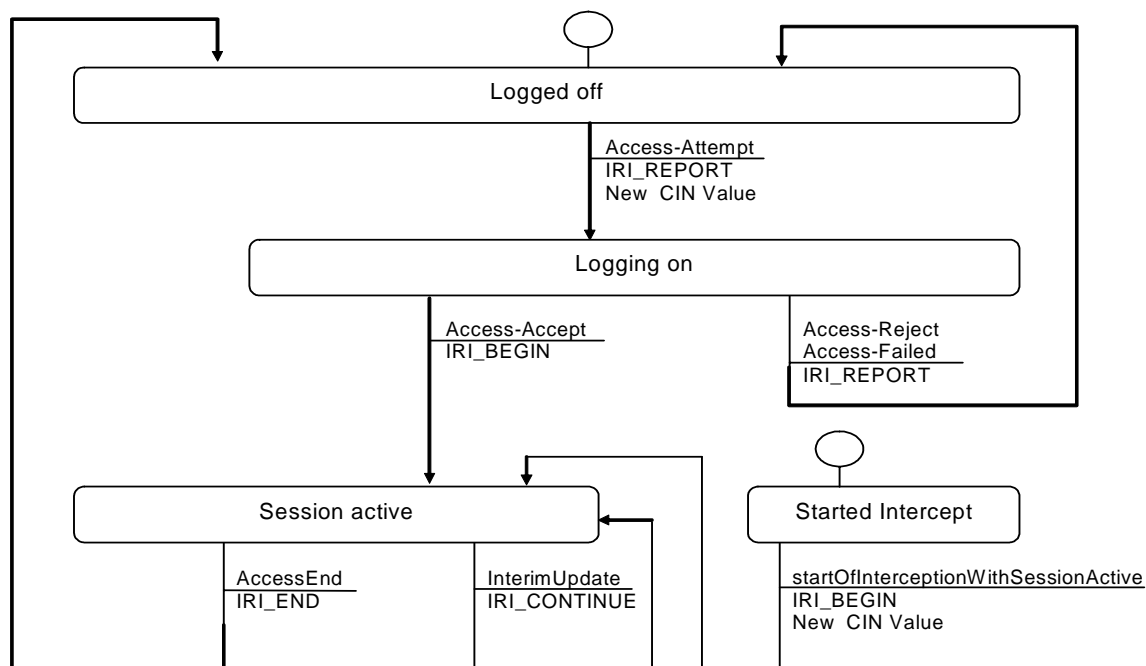 Logged off
Access-Attempt
IRI_REPORT
New CIN Value
Logging on
Access-Accept
IRI_BEGIN
Access-Reject
Access-Failed
IRI_REPORT
Session active
Started Intercept
AccessEnd
IRI_END
InterimUpdate
IRI_CONTINUE
startOfInterceptionWithSessionActive
IRI_BEGIN
New CIN Value